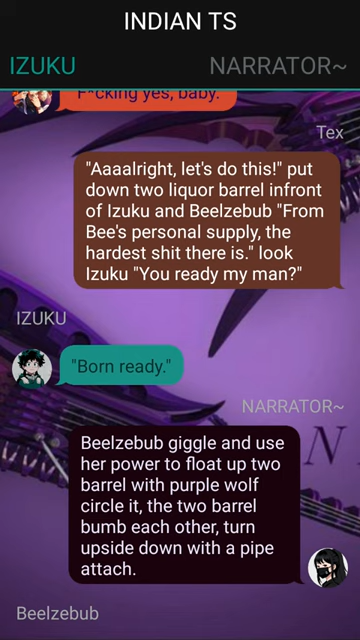 INDIAN TS
IZUKU NARRATOR~
F*cking yes, baby.
Tex
"Aaaalright, let's do this!" put
down two liquor barrel infront
of Izuku and Beelzebub "From
Bee's personal supply, the
hardest shit there is." look
Izuku "You ready my man?"
IZUKU
"Born ready."
NARRATOR~
Beelzebub giggle and use
her power to float up two
barrel with purple wolf
circle it, the two barrel
bumb each other, turn
upside down with a pipe
attach.
N
Beelzebub